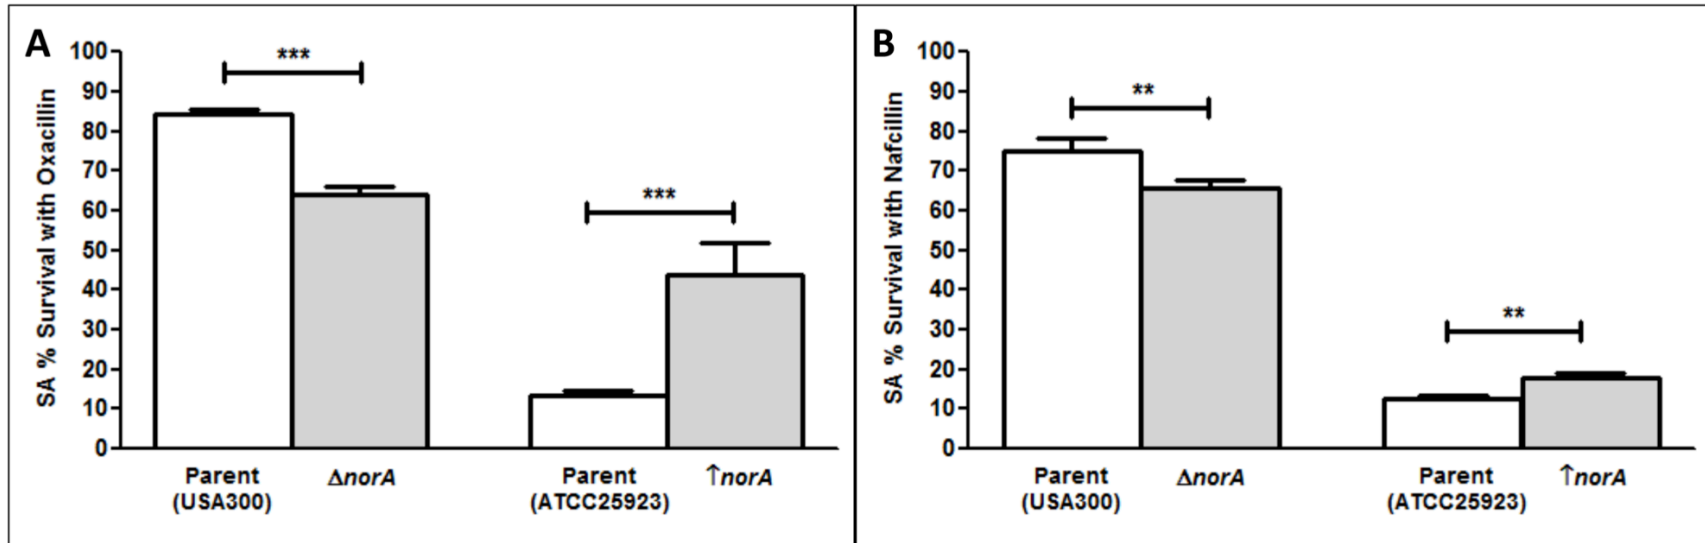 A
SA % Survival with Oxacillin
100
90
80
70
60
50
40
30
20
10
0
***
***
Parent
(USA300)
ΔnorA
Parent
(ATCC25923)
↑norA
B
SA % Survival with Nafcillin
100
90
80
70
60
50
40
30
20
10
0
**
**
Parent
(USA300)
ΔnorA
Parent
(ATCC25923)
↑norA